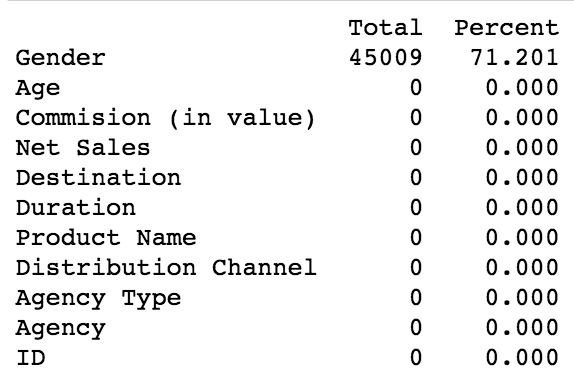 Total Percent
Gender 45009 71.201
Age 0 0.000
Commision (in value) 0 0.000
Net Sales 0 0.000
Destination 0 0.000
Duration 0 0.000
Product Name 0 0.000
Distribution Channel 0 0.000
Agency Type 0 0.000
Agency 0 0.000
ID 0 0.000